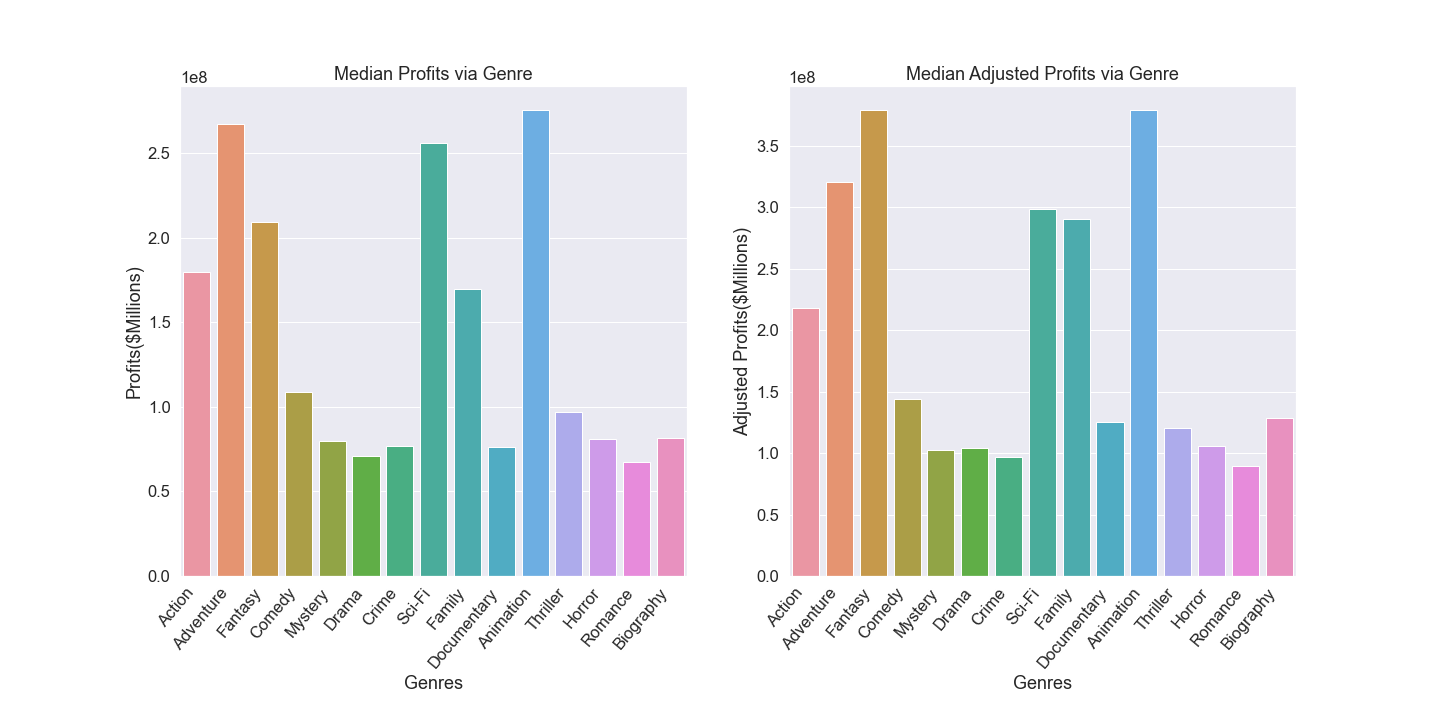 Median Profits via Genre
1e8
Profits($Millions)
2.5
2.0
1.5
1.0
0.5
0.0
Action
Adventure
Fantasy
Comedy
Mystery
Drama
Crime
Sci-Fi
Family
Documentary
Animation
Thriller
Horror
Romance
Biography
Genres
Median Adjusted Profits via Genre
1e8
Adjusted Profits($Millions)
3.5
3.0
2.5
2.0
1.5
1.0
0.5
0.0
Action
Adventure
Fantasy
Comedy
Mystery
Drama
Crime
Sci-Fi
Family
Documentary
Animation
Thriller
Horror
Romance
Biography
Genres